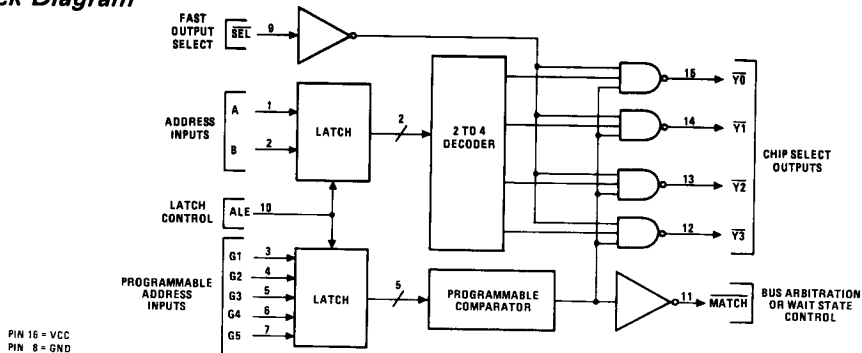 ck Diagram
FAST
OUTPUT
SELECT
SEL
9
ADDRESS
INPUTS
A
1
B
2
LATCH
2
2 TO 4
DECODER
15
Y0
14
Y1
13
Y2
12
Y3
CHIP SELECT
OUTPUTS
LATCH
CONTROL
ALE
10
PROGRAMMABLE
ADDRESS
INPUTS
G1
3
G2
4
G3
5
G4
6
G5
7
LATCH
5
PROGRAMMABLE
COMPARATOR
11
MATCH
BUS ARBITRATION
OR WAIT STATE
CONTROL
PIN 16 = VCC
PIN 8 = GND